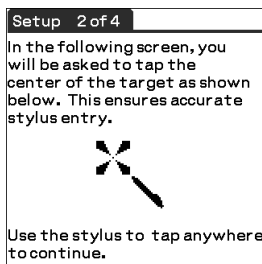 Setup 2 of 4
In the following screen, you
will be asked to tap the
center of the target as shown
below. This ensures accurate
stylus entry.
Use the stylus to tap anywhere
to continue.